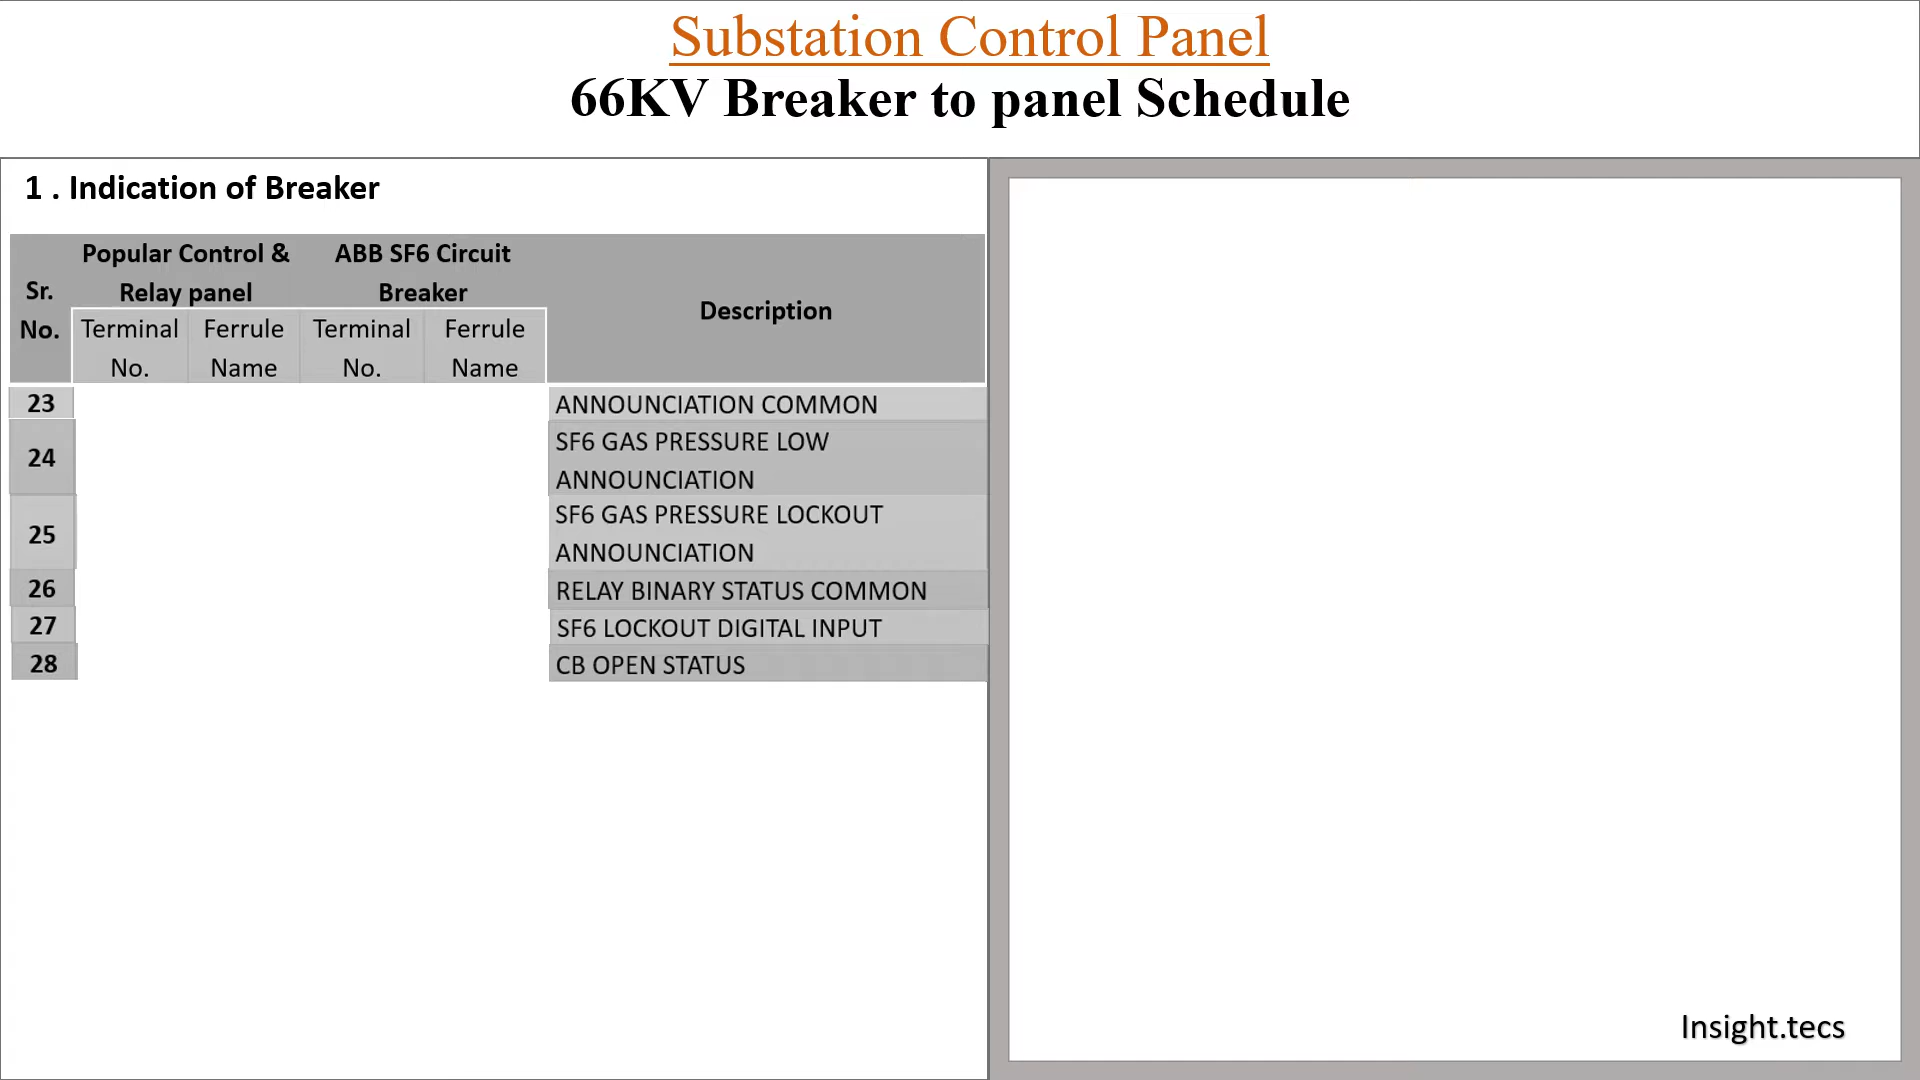 Substation Control Panel
66KV Breaker to panel Schedule
1 . Indication of Breaker
Sr.
No.
Popular Control &
Relay panel
ABB SF6 Circuit
Breaker
Description
Terminal
No.
Ferrule
Name
Terminal
No.
Ferrule
Name
23
ANNOUNCIATION COMMON
24
SF6 GAS PRESSURE LOW
ANNOUNCIATION
25
SF6 GAS PRESSURE LOCKOUT
ANNOUNCIATION
26
RELAY BINARY STATUS COMMON
27
SF6 LOCKOUT DIGITAL INPUT
28
CB OPEN STATUS
Insight.tecs